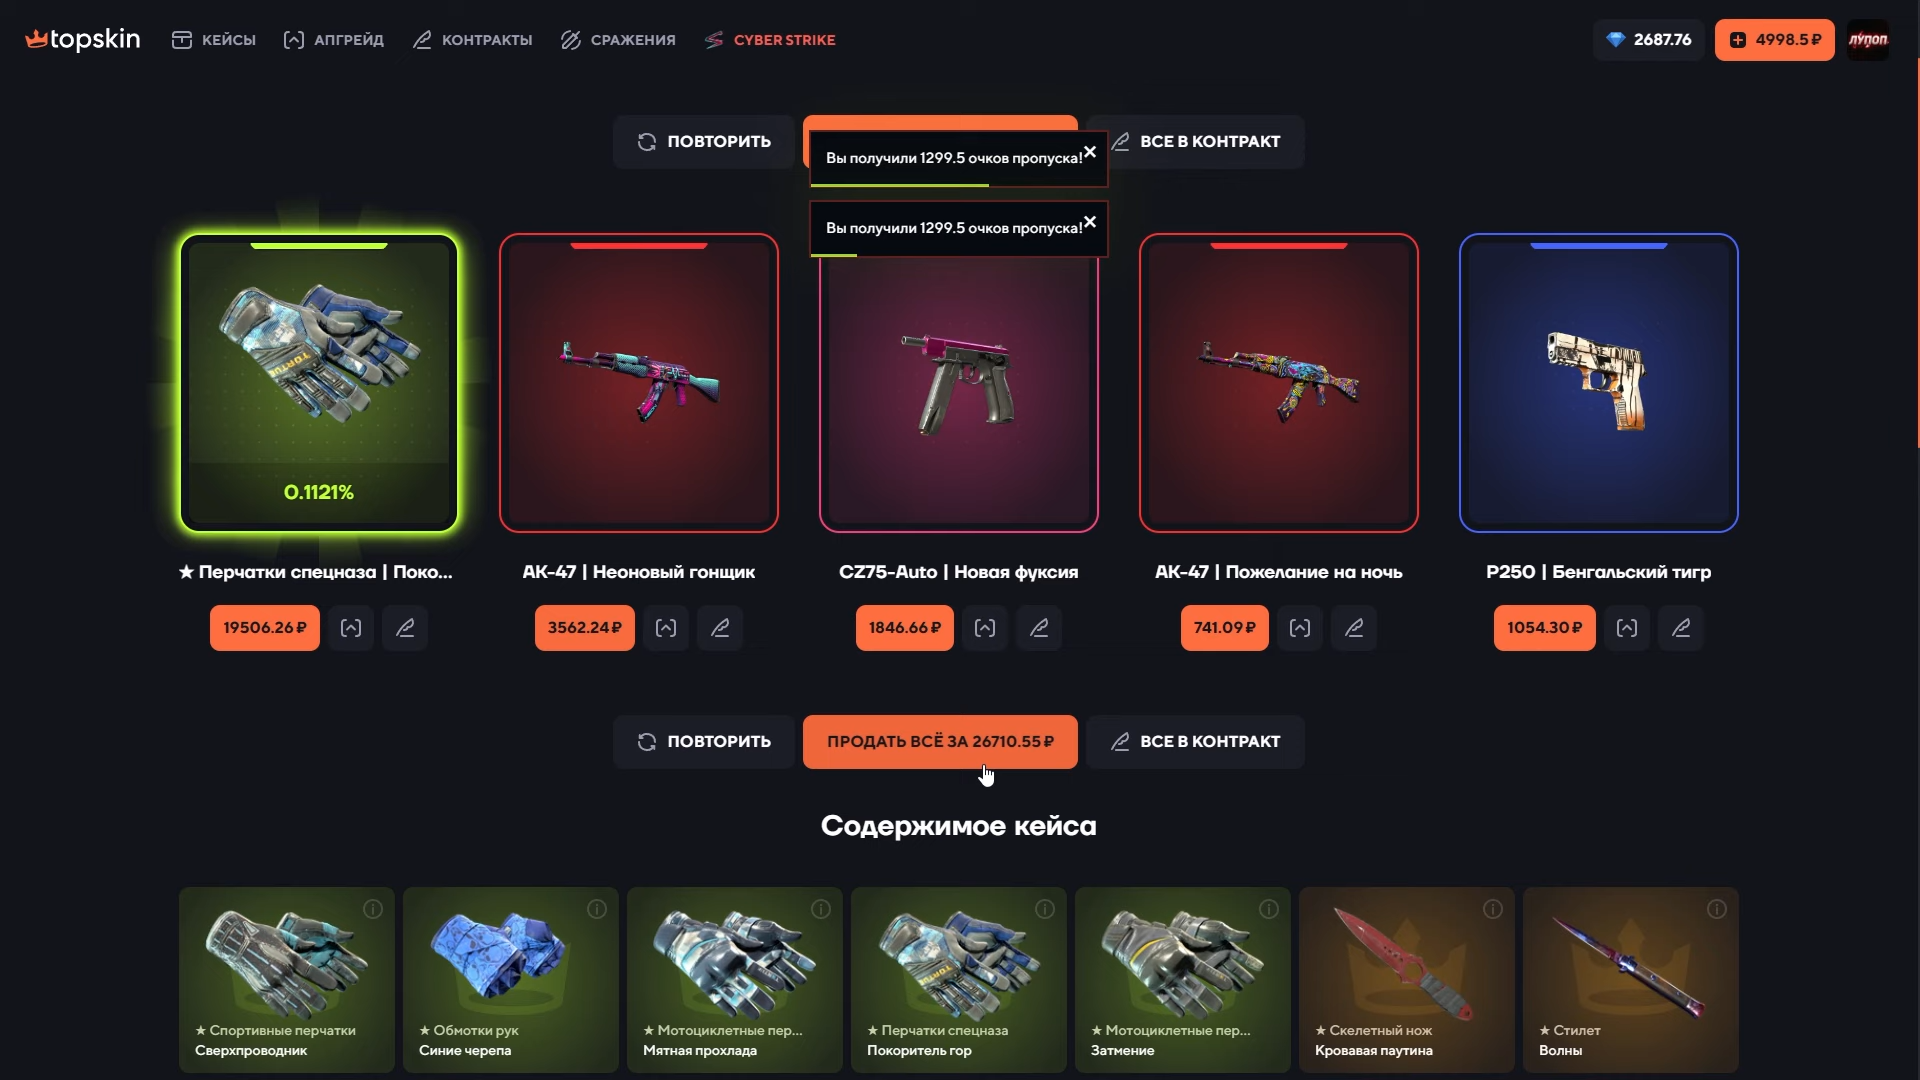 topskin
КЕЙСЫ
АПГРЕЙД
КОНТРАКТЫ
СРАЖЕНИЯ
CYBER STRIKE
2687.76
4998.5 ₽
ЛУПОП
ПОВТОРИТЬ
ВСЕ В КОНТРАКТ
Вы получили 1299.5 очков пропуска!
Вы получили 1299.5 очков пропуска!
TORTUE
0.1121%
★ Перчатки спецназа | Поко...
АК-47 | Неоновый гонщик
CZ75-Auto | Новая фуксия
АК-47 | Пожелание на ночь
P250 | Бенгальский тигр
19506.26 ₽
3562.24 ₽
1846.66 ₽
741.09 ₽
1054.30 ₽
ПОВТОРИТЬ
ПРОДАТЬ ВСЁ ЗА 26710.55 ₽
ВСЕ В КОНТРАКТ
Содержимое кейса
★ Спортивные перчатки
Сверхпроводник
★ Обмотки рук
Синие черепа
★ Мотоциклетные пер...
Мятная прохлада
★ Перчатки спецназа
Покоритель гор
★ Мотоциклетные пер...
Затмение
★ Скелетный нож
Кровавая паутина
★ Стилет
Волны